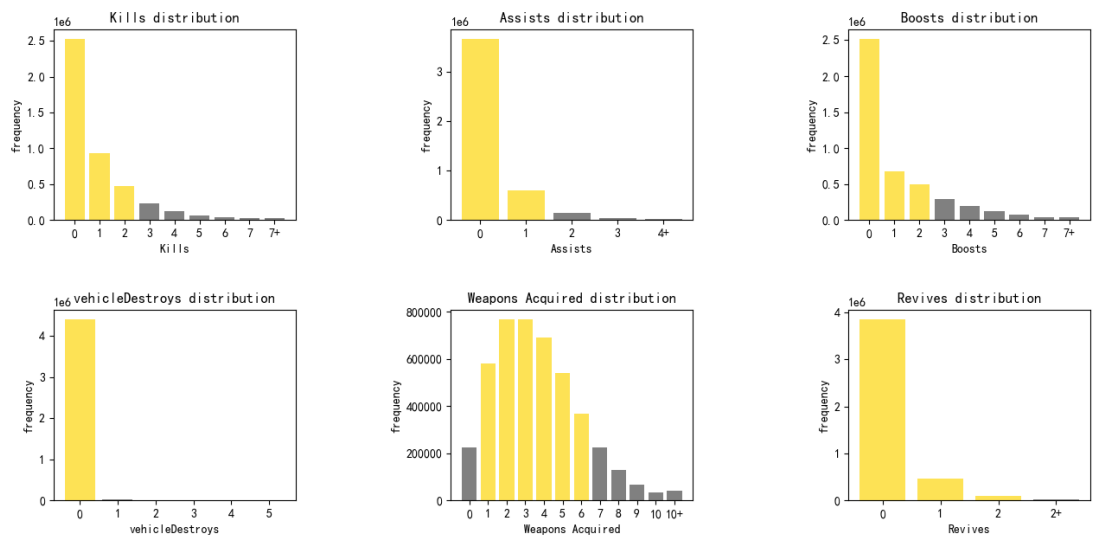 Kills distribution
1e6
frequency
2.5
2.0
1.5
1.0
0.5
0.0
0 1 2 3 4 5 6 7 7+
Kills
Assists distribution
1e6
frequency
3
2
1
0
0 1 2 3 4+
Assists
Boosts distribution
1e6
frequency
2.5
2.0
1.5
1.0
0.5
0.0
0 1 2 3 4 5 6 7 7+
Boosts
vehicleDestroys distribution
1e6
frequency
4
3
2
1
0
0 1 2 3 4 5
vehicleDestroys
Weapons Acquired distribution
frequency
800000
600000
400000
200000
0
0 1 2 3 4 5 6 7 8 9 10 10+
Weapons Acquired
Revives distribution
1e6
frequency
4
3
2
1
0
0 1 2 2+
Revives